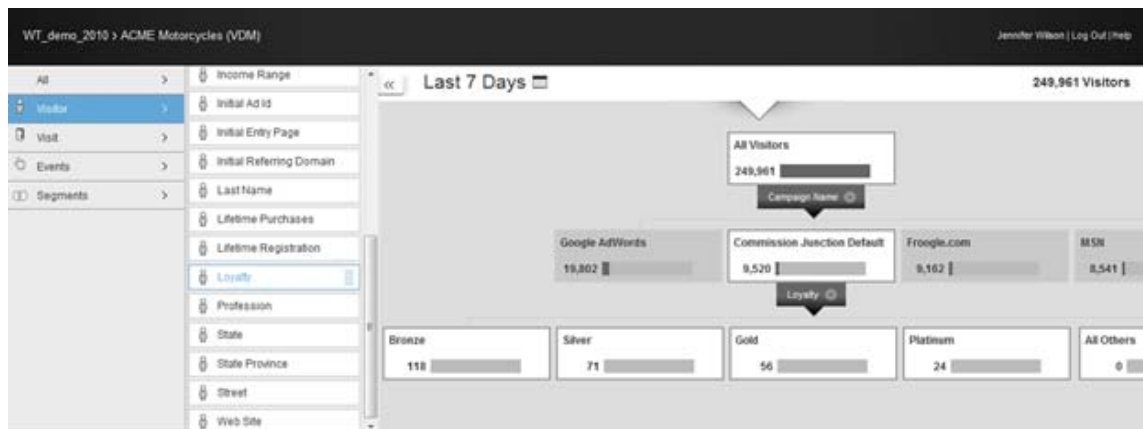 WT_demo_2010 > ACME Motorcycles (VDM)
Jennifer Wilson | Log Out | Help
All
Visitor
Visit
Events
Segments
Income Range
Initial Ad Id
Initial Entry Page
Initial Referring Domain
Last Name
Lifetime Purchases
Lifetime Registration
Loyalty
Profession
State
State Province
Street
Web Site
« Last 7 Days
249,961 Visitors
All Visitors
249,961
Campaign Name
Google AdWords
19,802
Commission Junction Default
9,520
Froogle.com
9,162
MSN
8,541
Loyalty
Bronze
118
Silver
71
Gold
56
Platinum
24
All Others
0